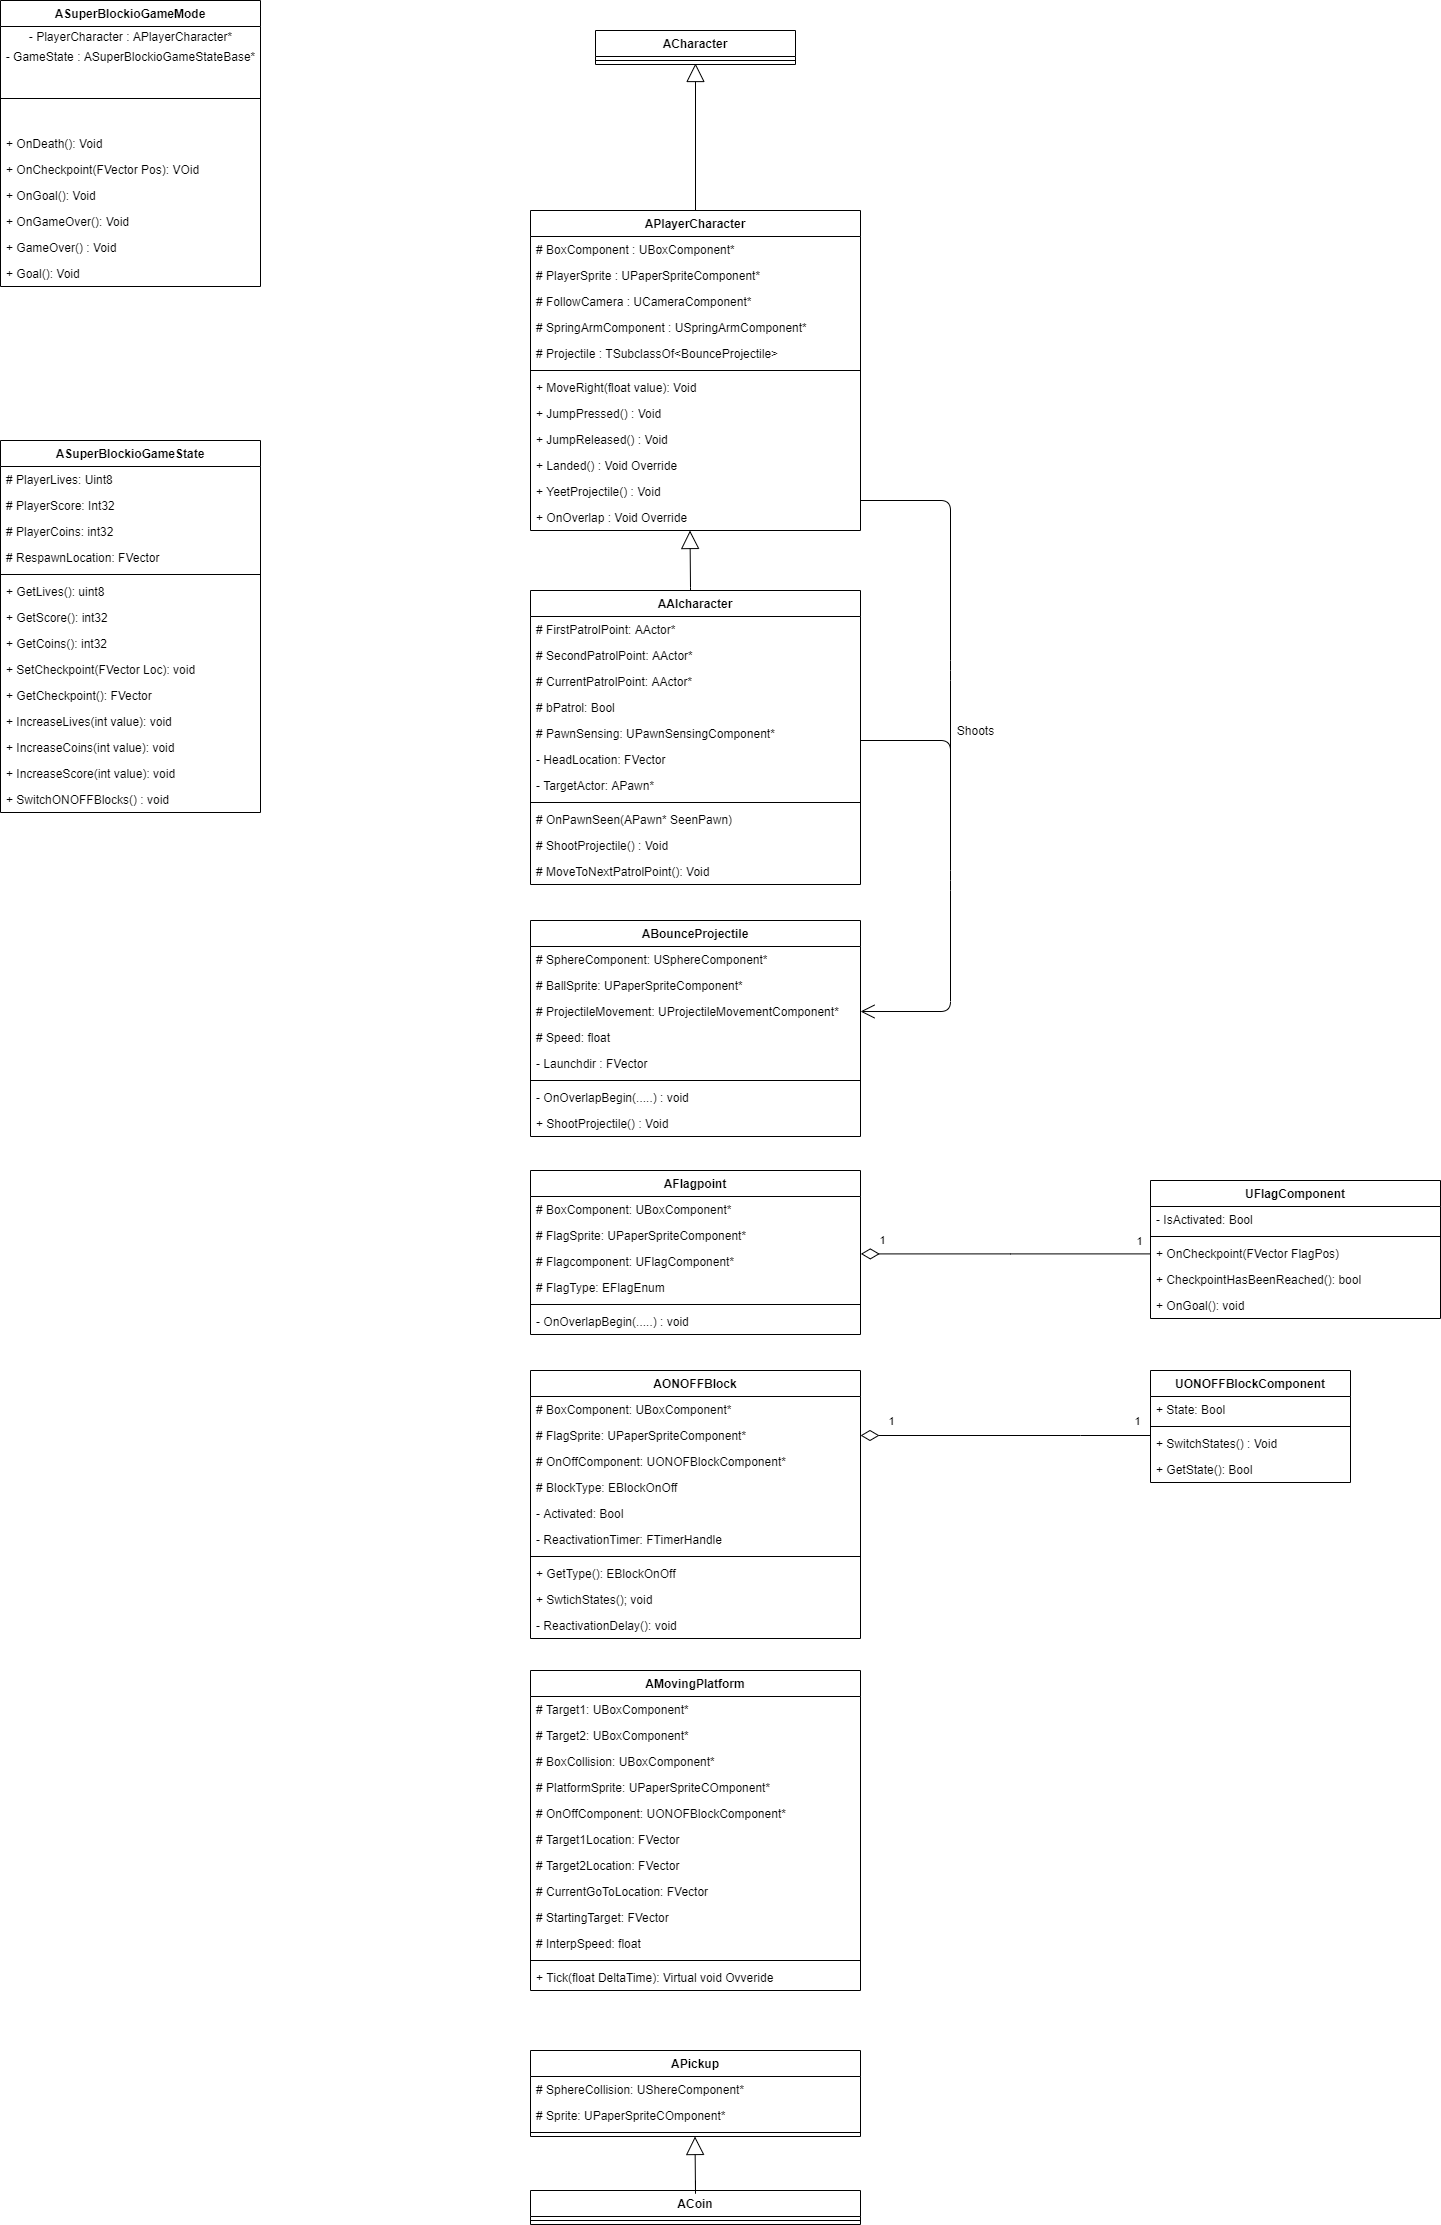 ASuperBlockioGameMode
- PlayerCharacter : APlayerCharacter*
- GameState : ASuperBlockioGameStateBase*
+ OnDeath(): Void
+ OnCheckpoint(FVector Pos): VOid
+ OnGoal(): Void
+ OnGameOver(): Void
+ GameOver() : Void
+ Goal(): Void
ASuperBlockioGameState
# PlayerLives: Uint8
# PlayerScore: Int32
# PlayerCoins: int32
# RespawnLocation: FVector
+ GetLives(): uint8
+ GetScore(): int32
+ GetCoins(): int32
+ SetCheckpoint(FVector Loc): void
+ GetCheckpoint(): FVector
+ IncreaseLives(int value): void
+ IncreaseCoins(int value): void
+ IncreaseScore(int value): void
+ SwitchONOFFBlocks() : void
ACharacter
APlayerCharacter
# BoxComponent : UBoxComponent*
# PlayerSprite : UPaperSpriteComponent*
# FollowCamera : UCameraComponent*
# SpringArmComponent : USpringArmComponent*
# Projectile : TSubclassOf<BounceProjectile>
+ MoveRight(float value): Void
+ JumpPressed() : Void
+ JumpReleased() : Void
+ Landed() : Void Override
+ YeetProjectile() : Void
+ OnOverlap : Void Override
AAIcharacter
# FirstPatrolPoint: AActor*
# SecondPatrolPoint: AActor*
# CurrentPatrolPoint: AActor*
# bPatrol: Bool
# PawnSensing: UPawnSensingComponent*
- HeadLocation: FVector
- TargetActor: APawn*
# OnPawnSeen(APawn* SeenPawn)
# ShootProjectile() : Void
# MoveToNextPatrolPoint(): Void
Shoots
ABounceProjectile
# SphereComponent: USphereComponent*
# BallSprite: UPaperSpriteComponent*
# ProjectileMovement: UProjectileMovementComponent*
# Speed: float
- Launchdir : FVector
- OnOverlapBegin(.....) : void
+ ShootProjectile() : Void
AFlagpoint
# BoxComponent: UBoxComponent*
# FlagSprite: UPaperSpriteComponent*
# Flagcomponent: UFlagComponent*
# FlagType: EFlagEnum
- OnOverlapBegin(.....) : void
1
1
UFlagComponent
- IsActivated: Bool
+ OnCheckpoint(FVector FlagPos)
+ CheckpointHasBeenReached(): bool
+ OnGoal(): void
AONOFFBlock
# BoxComponent: UBoxComponent*
# FlagSprite: UPaperSpriteComponent*
# OnOffComponent: UONOFBlockComponent*
# BlockType: EBlockOnOff
- Activated: Bool
- ReactivationTimer: FTimerHandle
+ GetType(): EBlockOnOff
+ SwtichStates(); void
- ReactivationDelay(): void
1
1
UONOFFBlockComponent
+ State: Bool
+ SwitchStates() : Void
+ GetState(): Bool
AMovingPlatform
# Target1: UBoxComponent*
# Target2: UBoxComponent*
# BoxCollision: UBoxComponent*
# PlatformSprite: UPaperSpriteCOmponent*
# OnOffComponent: UONOFBlockComponent*
# Target1Location: FVector
# Target2Location: FVector
# CurrentGoToLocation: FVector
# StartingTarget: FVector
# InterpSpeed: float
+ Tick(float DeltaTime): Virtual void Ovveride
APickup
# SphereCollision: UShereComponent*
# Sprite: UPaperSpriteCOmponent*
ACoin